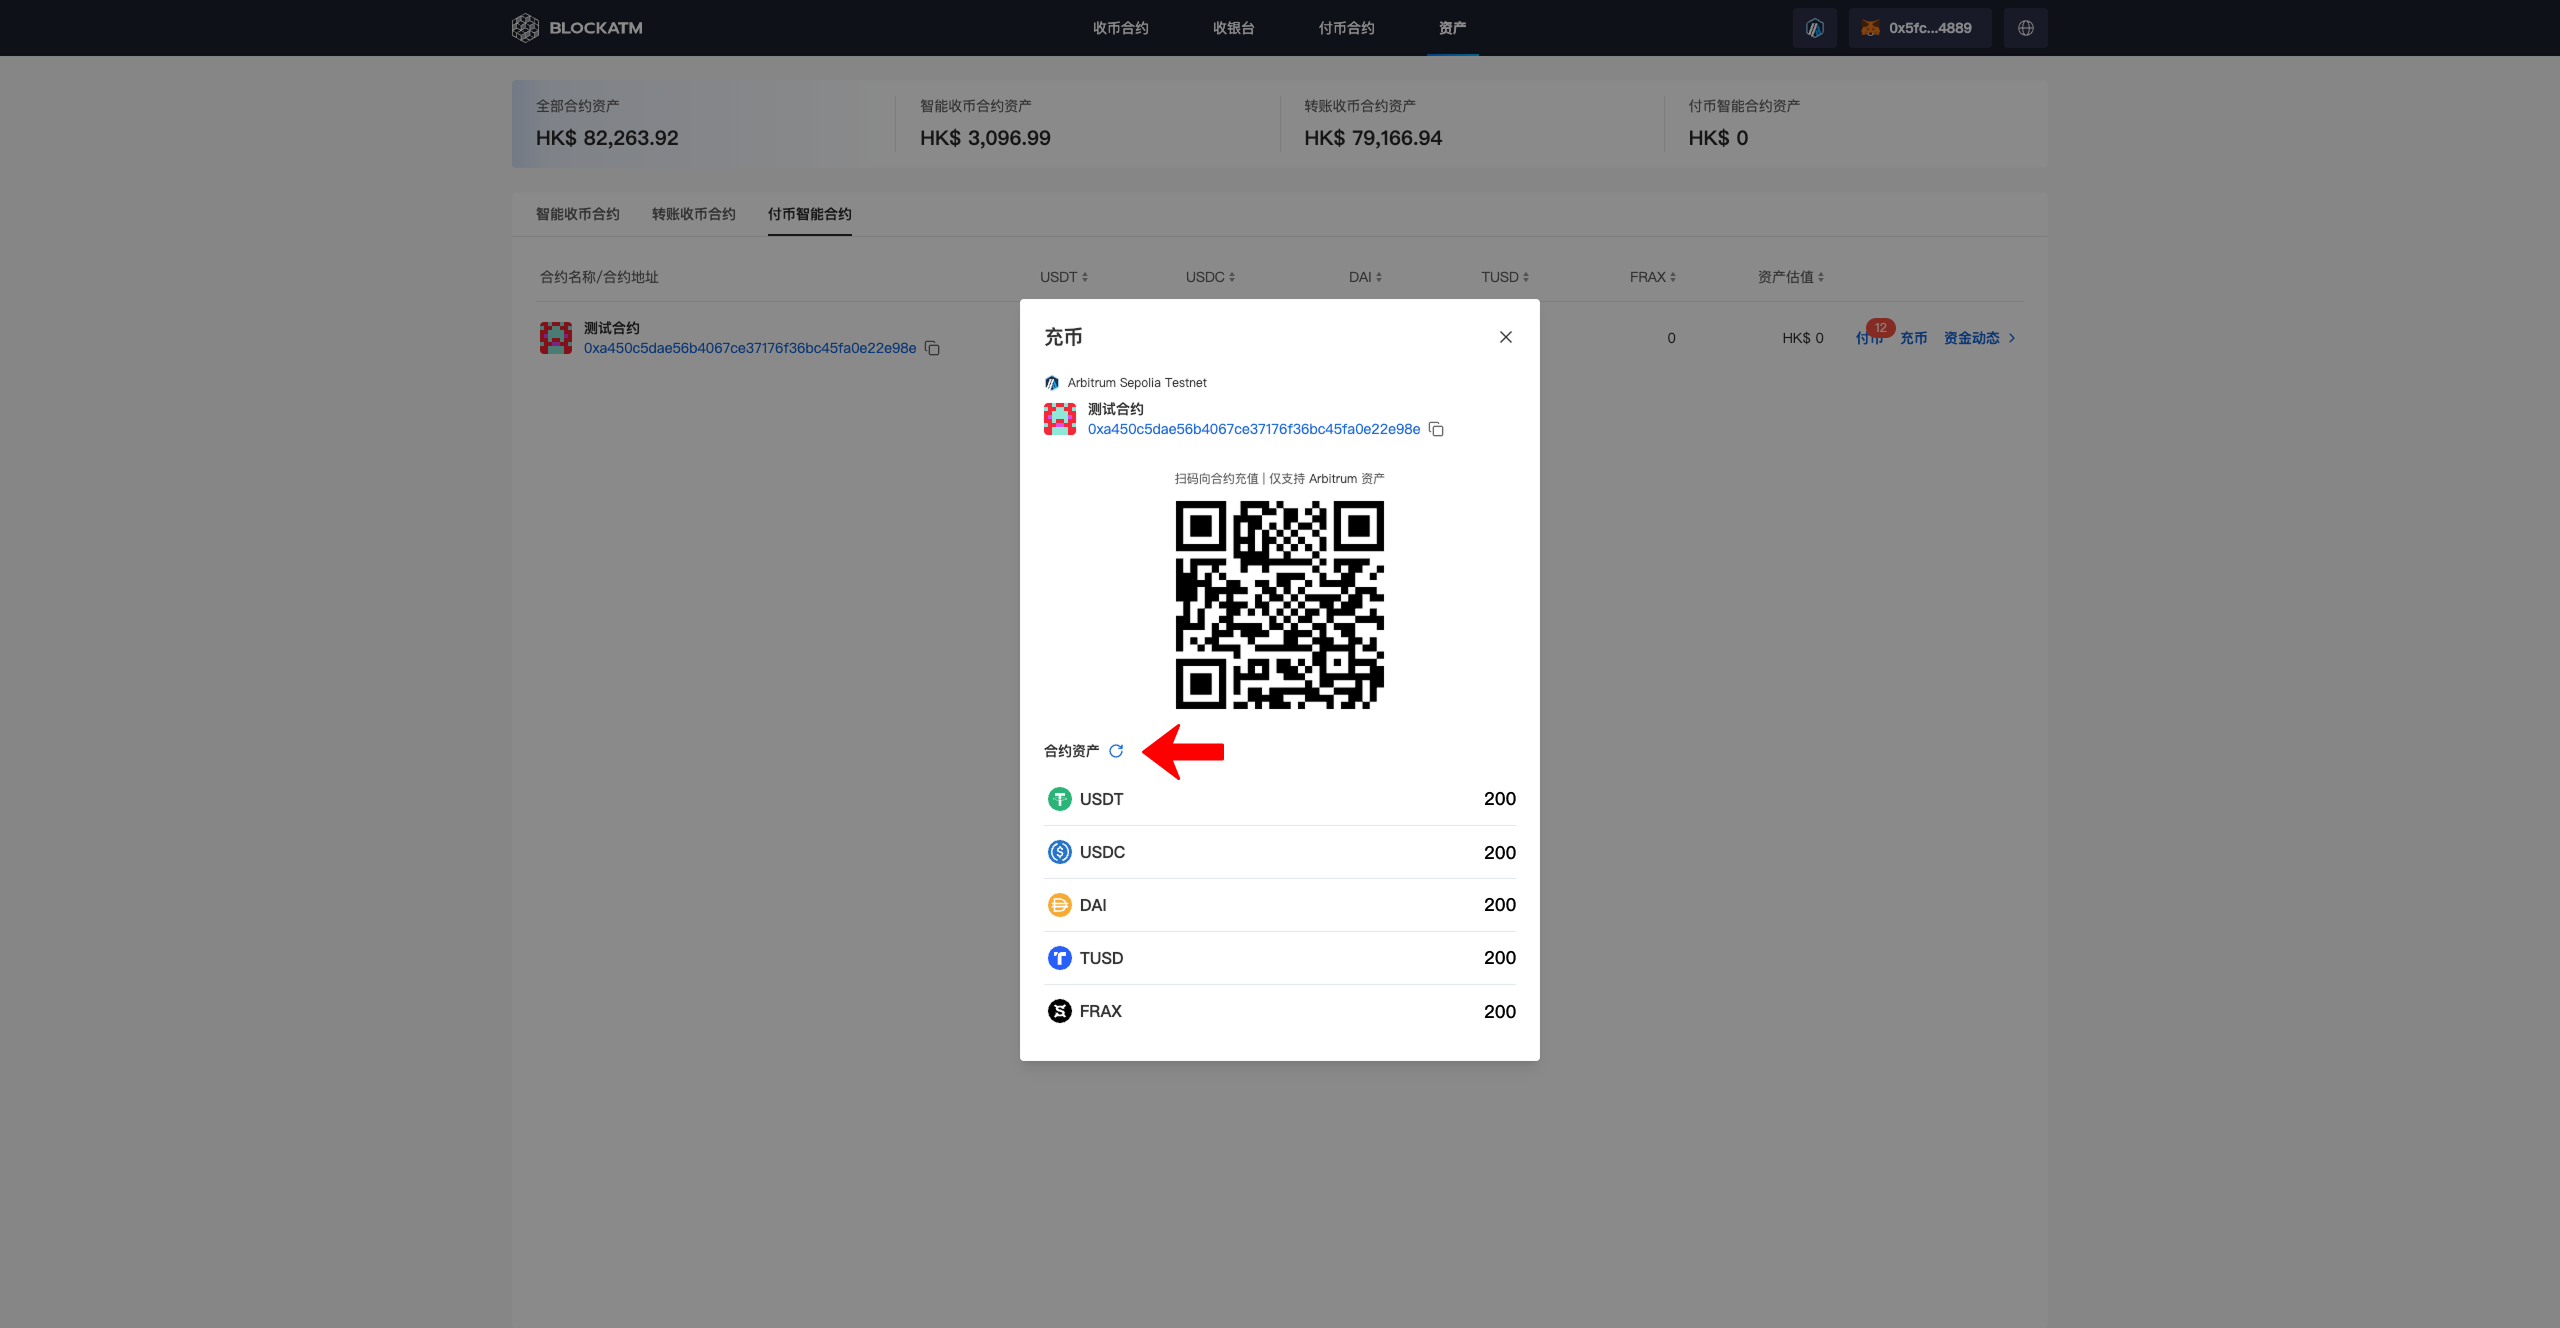 BLOCKATM
收币合约 收银台 付币合约 资产
0x5fc...4889
全部合约资产 智能收币合约资产 转账收币合约资产 付币智能合约资产
HK$ 82,263.92 HK$ 3,096.99 HK$ 79,166.94 HK$ 0
智能收币合约 转账收币合约 付币智能合约
合约名称/合约地址 USDT USDC DAI TUSD FRAX 资产估值
测试合约
0xa450c5dae56b4067ce37176f36bc45fa0e22e98e
0 HK$ 0 付币 12 充币 资金动态
充币
Arbitrum Sepolia Testnet
测试合约
0xa450c5dae56b4067ce37176f36bc45fa0e22e98e
扫码向合约充值 | 仅支持 Arbitrum 资产
合约资产
USDT 200
USDC 200
DAI 200
TUSD 200
FRAX 200